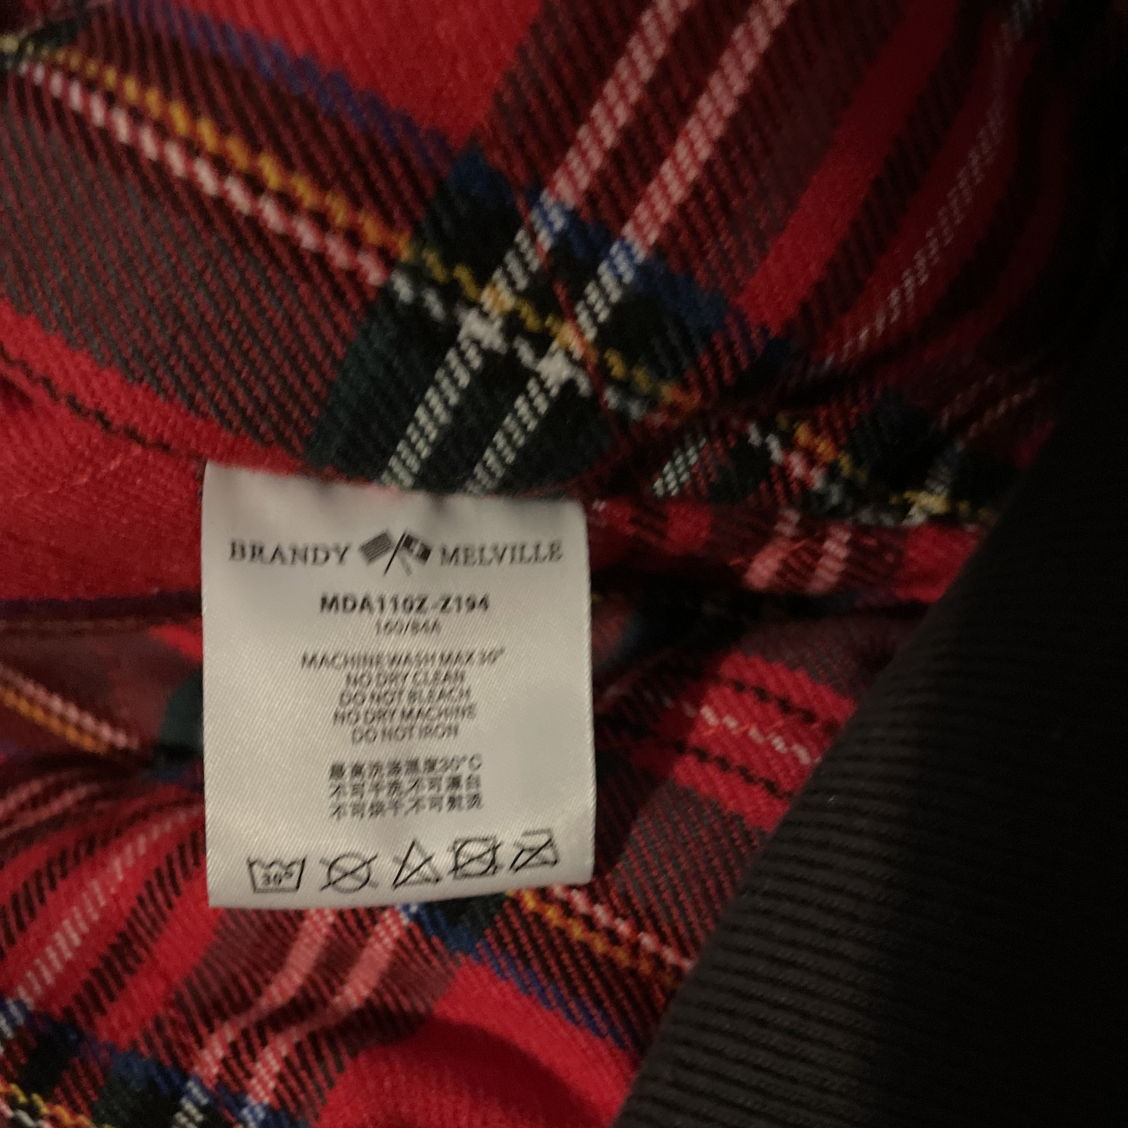 BRANDY MELVILLE
MDA110Z-Z194
160/84A
MACHINE WASH MAX 30°
NO DRY CLEAN
DO NOT BLEACH
NO DRY MACHINE
DO NOT IRON
最高洗涤温度30°C
不可干洗,不可漂白
不可烘干,不可熨烫
30°